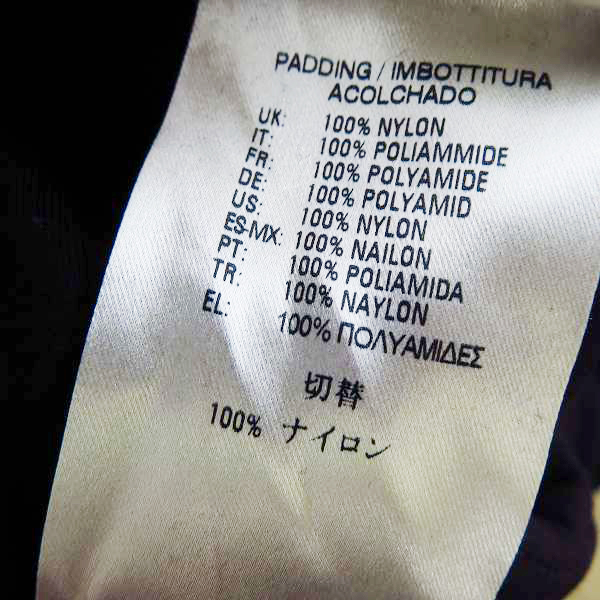 PADDING / IMBOTTITURA
ACOLCHADO
UK: 100% NYLON
IT: 100% POLIAMMIDE
FR: 100% POLYAMIDE
DE: 100% POLYAMID
US: 100% NYLON
ES-MX: 100% NAILON
PT: 100% POLIAMIDA
TR: 100% NAYLON
EL: 100% ΠΟΛΥΑΜΙΔΕΣ
切替
100% ナイロン